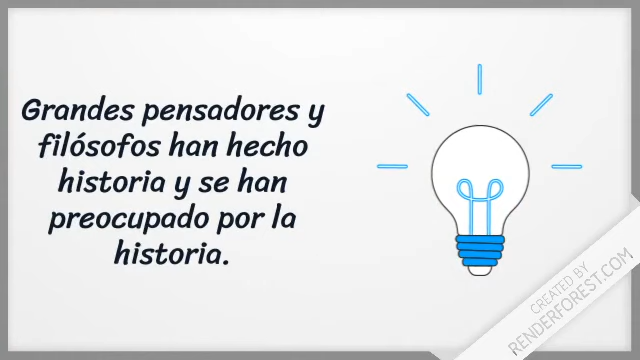 Grandes pensadores y
filósofos han hecho
historia y se han
preocupado por la
historia.
CREATED BY
RENDERFOREST.COM